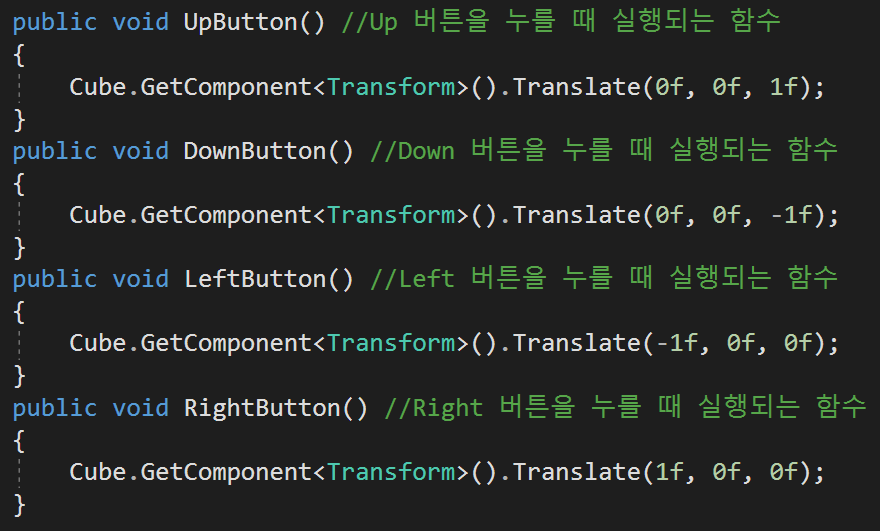 public void UpButton() //Up 버튼을 누를 때 실행되는 함수
{
    Cube.GetComponent<Transform>().Translate(0f, 0f, 1f);
}
public void DownButton() //Down 버튼을 누를 때 실행되는 함수
{
    Cube.GetComponent<Transform>().Translate(0f, 0f, -1f);
}
public void LeftButton() //Left 버튼을 누를 때 실행되는 함수
{
    Cube.GetComponent<Transform>().Translate(-1f, 0f, 0f);
}
public void RightButton() //Right 버튼을 누를 때 실행되는 함수
{
    Cube.GetComponent<Transform>().Translate(1f, 0f, 0f);
}